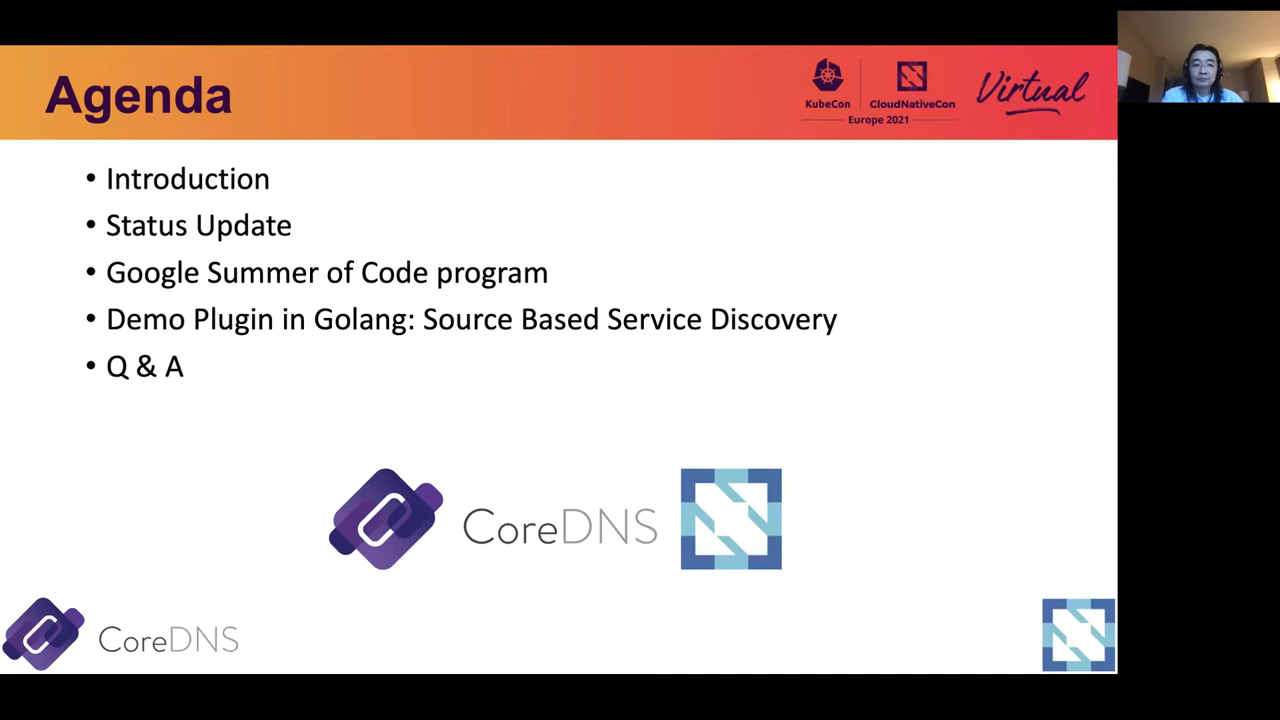 Agenda
KubeCon
CloudNativeCon
Europe 2021
Virtual
• Introduction
• Status Update
• Google Summer of Code program
• Demo Plugin in Golang: Source Based Service Discovery
• Q & A
CoreDNS
CoreDNS